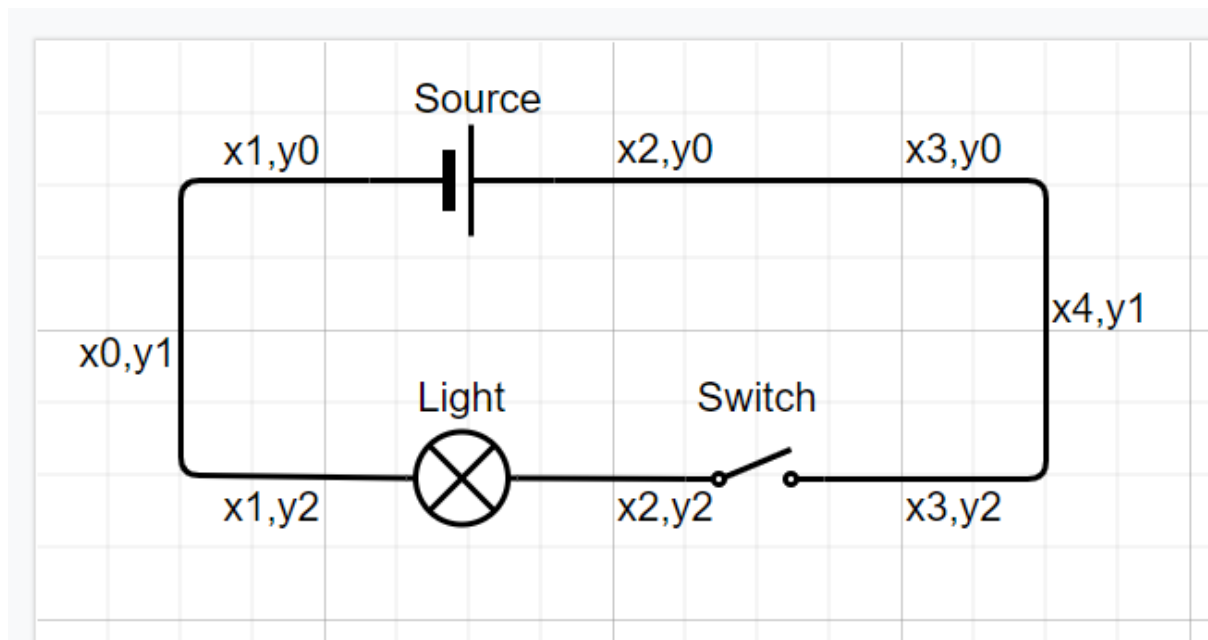 Source
x1,y0
x2,y0
x3,y0
x4,y1
x0,y1
Light
Switch
x1,y2
x2,y2
x3,y2